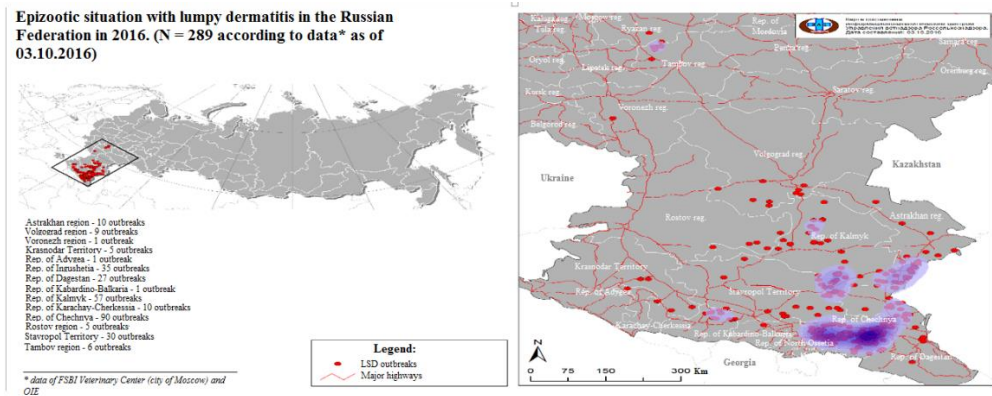 Epizootic situation with lumpy dermatitis in the Russian
Federation in 2016. (N = 289 according to data* as of
03.10.2016)
Astrakhan region - 10 outbreaks
Volgograd region - 9 outbreaks
Voronezh region - 1 outbreak
Krasnodar Territory - 5 outbreaks
Rep. of Adygea - 1 outbreak
Rep. of Ingushetia - 35 outbreaks
Rep. of Dagestan - 27 outbreaks
Rep. of Kabardino-Balkaria - 1 outbreak
Rep. of Kalmyk - 57 outbreaks
Rep. of Karachay-Cherkessia - 10 outbreaks
Rep. of Chechnya - 90 outbreaks
Rostov region - 5 outbreaks
Stavropol Territory - 30 outbreaks
Tambov region - 6 outbreaks
* data of FSBI Veterinary Center (city of Moscow) and
OIE
Legend:
LSD outbreaks
Major highways
Kaluga reg.
Tula reg.
Ryazan reg.
Rep. of
Mordovia
Penza reg.
Samara reg.
Oryol reg.
Lipetsk reg.
Tambov reg.
Orenburg reg.
Kursk reg.
Voronezh reg.
Saratov reg.
Belgorod reg.
Volgograd reg.
Kazakhstan
Ukraine
Rostov reg.
Astrakhan reg.
Rep. of Kalmyk
Krasnodar Territory
Rep. of Adygea
Stavropol Territory
Karachay-Cherkessia
Rep. of Chechnya
Rep. of Kabardino-Balkaria
Rep. of North Ossetia
Rep. of Dagestan
Georgia
N
0 75 150 300 Km